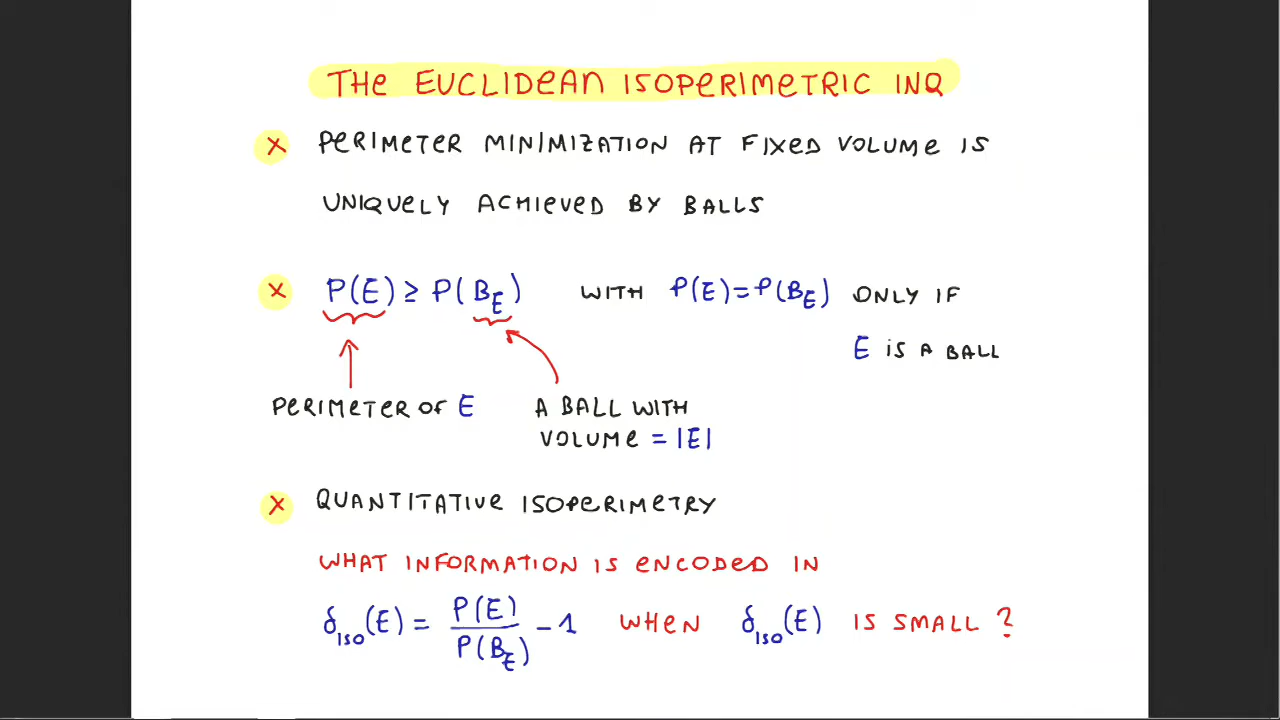 THE EUCLIDEAN ISOPERIMETRIC INQ
× PERIMETER MINIMIZATION AT FIXED VOLUME IS
UNIQUELY ACHIEVED BY BALLS
× P(E) ≥ P(B_E) WITH P(E)=P(B_E) ONLY IF
E IS A BALL
PERIMETER OF E A BALL WITH
VOLUME = |E|
× QUANTITATIVE ISOPERIMETRY
WHAT INFORMATION IS ENCODED IN
δ_iso(E) = P(E)/P(B_E) - 1 WHEN δ_iso(E) IS SMALL ?